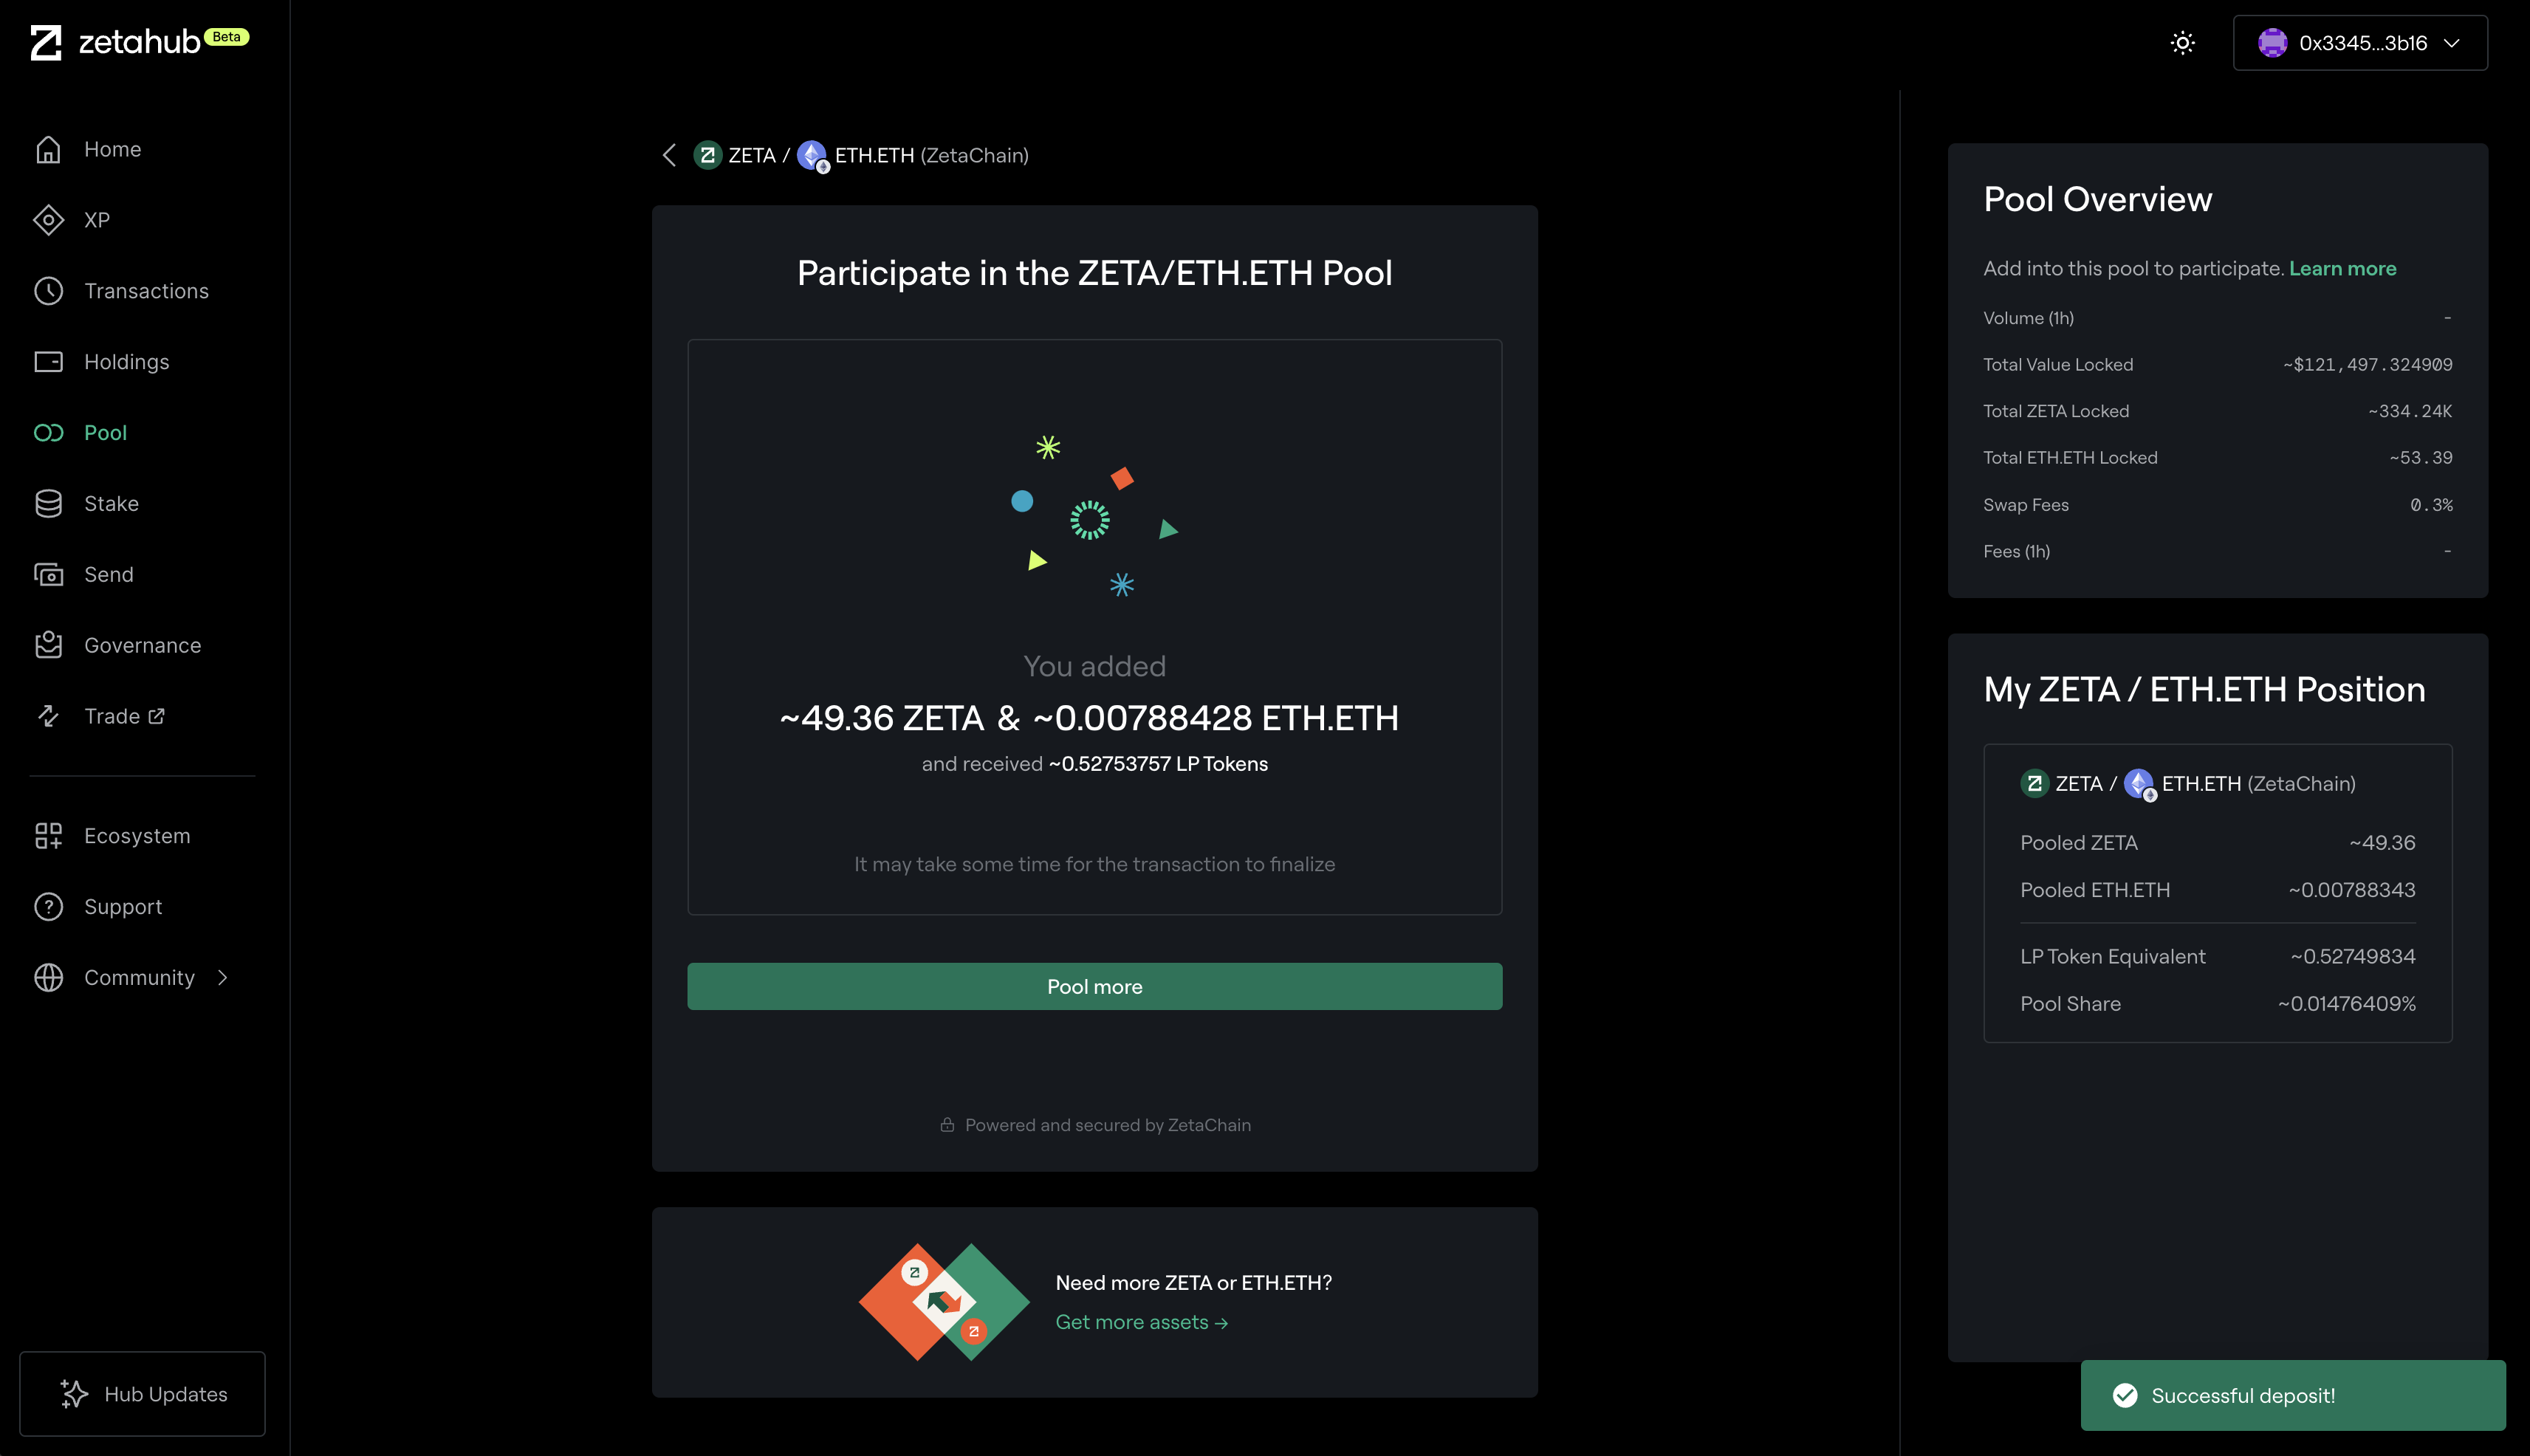 zetahub Beta
0x3345...3b16
Home
XP
Transactions
Holdings
Pool
Stake
Send
Governance
Trade
Ecosystem
Support
Community
Hub Updates
ZETA / ETH.ETH (ZetaChain)
Participate in the ZETA/ETH.ETH Pool
You added
~49.36 ZETA & ~0.00788428 ETH.ETH
and received ~0.52753757 LP Tokens
It may take some time for the transaction to finalize
Pool more
Powered and secured by ZetaChain
Need more ZETA or ETH.ETH?
Get more assets →
Pool Overview
Add into this pool to participate. Learn more
Volume (1h) -
Total Value Locked ~$121,497.324909
Total ZETA Locked ~334.24K
Total ETH.ETH Locked ~53.39
Swap Fees 0.3%
Fees (1h) -
My ZETA / ETH.ETH Position
ZETA / ETH.ETH (ZetaChain)
Pooled ZETA ~49.36
Pooled ETH.ETH ~0.00788343
LP Token Equivalent ~0.52749834
Pool Share ~0.01476409%
Successful deposit!